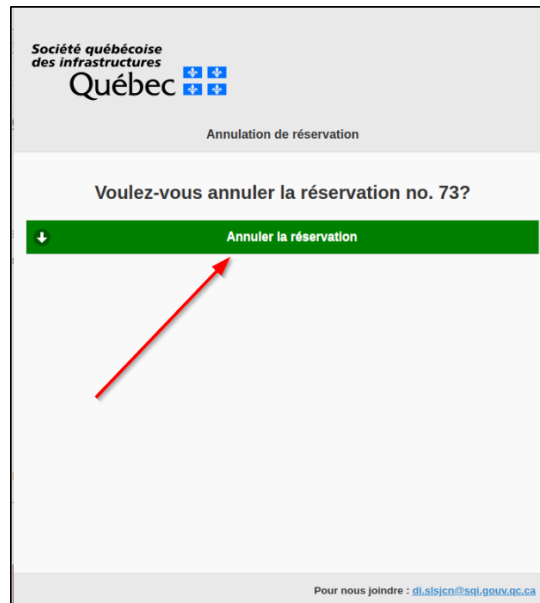 Société québécoise
des infrastructures
Québec
Annulation de réservation
Voulez-vous annuler la réservation no. 73?
Annuler la réservation
Pour nous joindre : di.slsjcn@sqi.gouv.qc.ca